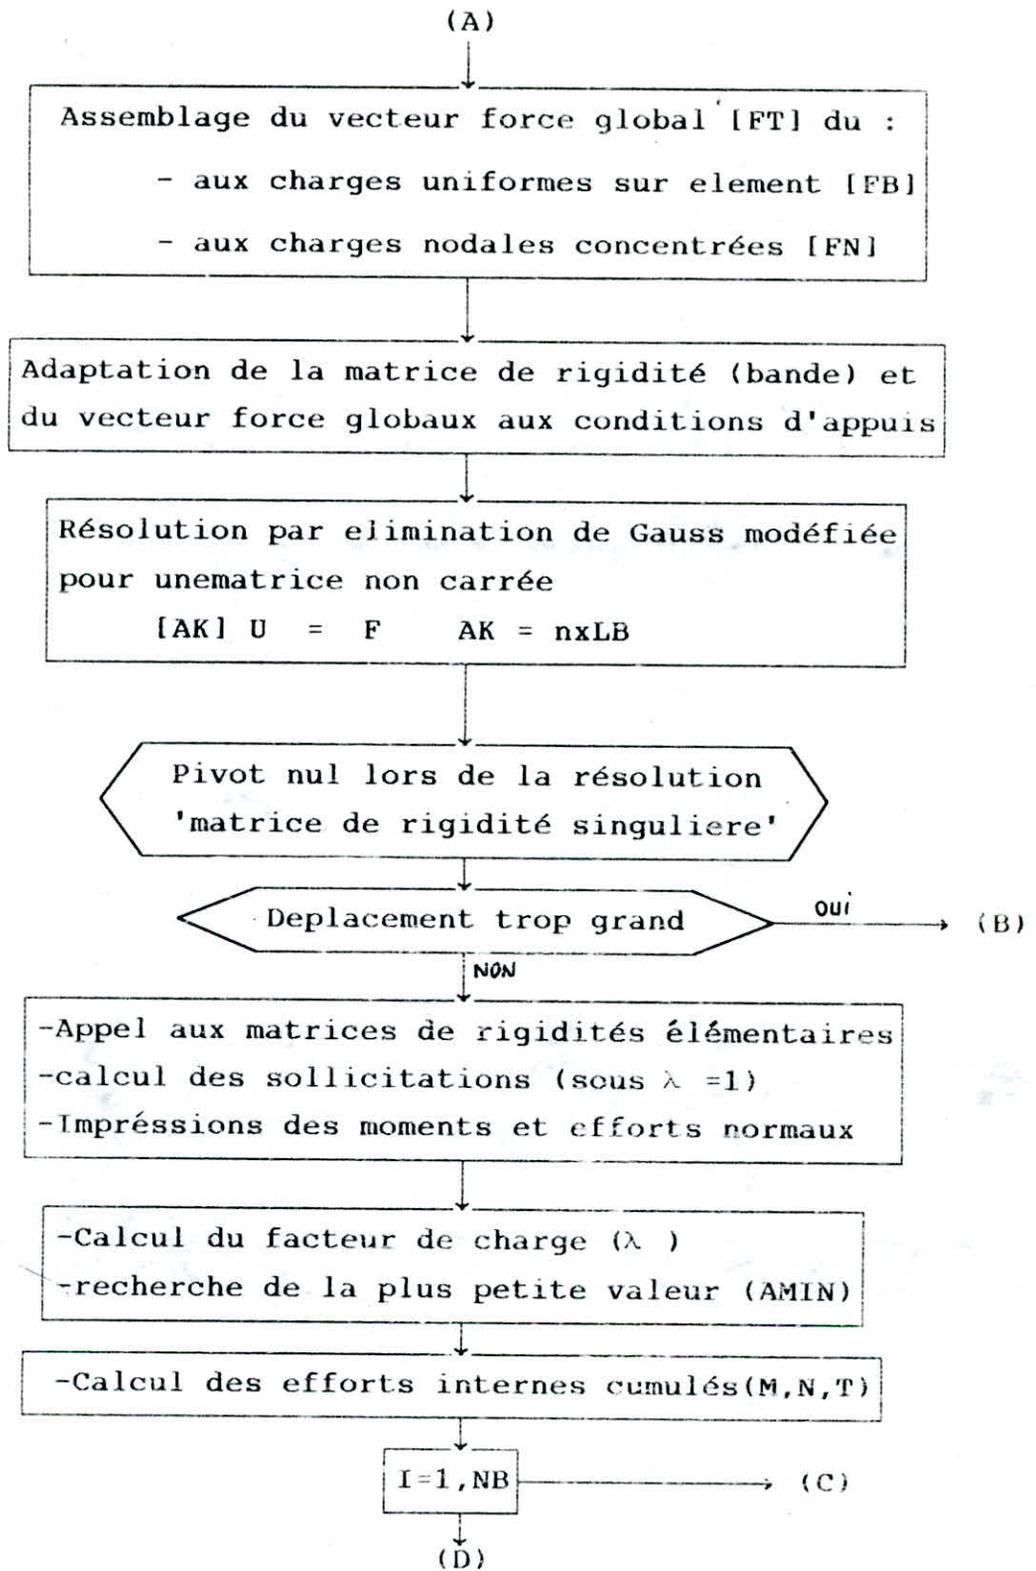 (A)
Assemblage du vecteur force global [FT] du :
- aux charges uniformes sur element [FB]
- aux charges nodales concentrées [FN]
Adaptation de la matrice de rigidité (bande) et
du vecteur force globaux aux conditions d'appuis
Résolution par elimination de Gauss modéfiée
pour unematrice non carrée
[AK] U = F AK = nxLB
Pivot nul lors de la résolution
'matrice de rigidité singuliere'
Deplacement trop grand
OUI
(B)
NON
-Appel aux matrices de rigidités élémentaires
-calcul des sollicitations (sous λ =1)
-Impréssions des moments et efforts normaux
-Calcul du facteur de charge (λ )
-recherche de la plus petite valeur (AMIN)
-Calcul des efforts internes cumulés(M,N,T)
I=1,NB
(C)
(D)